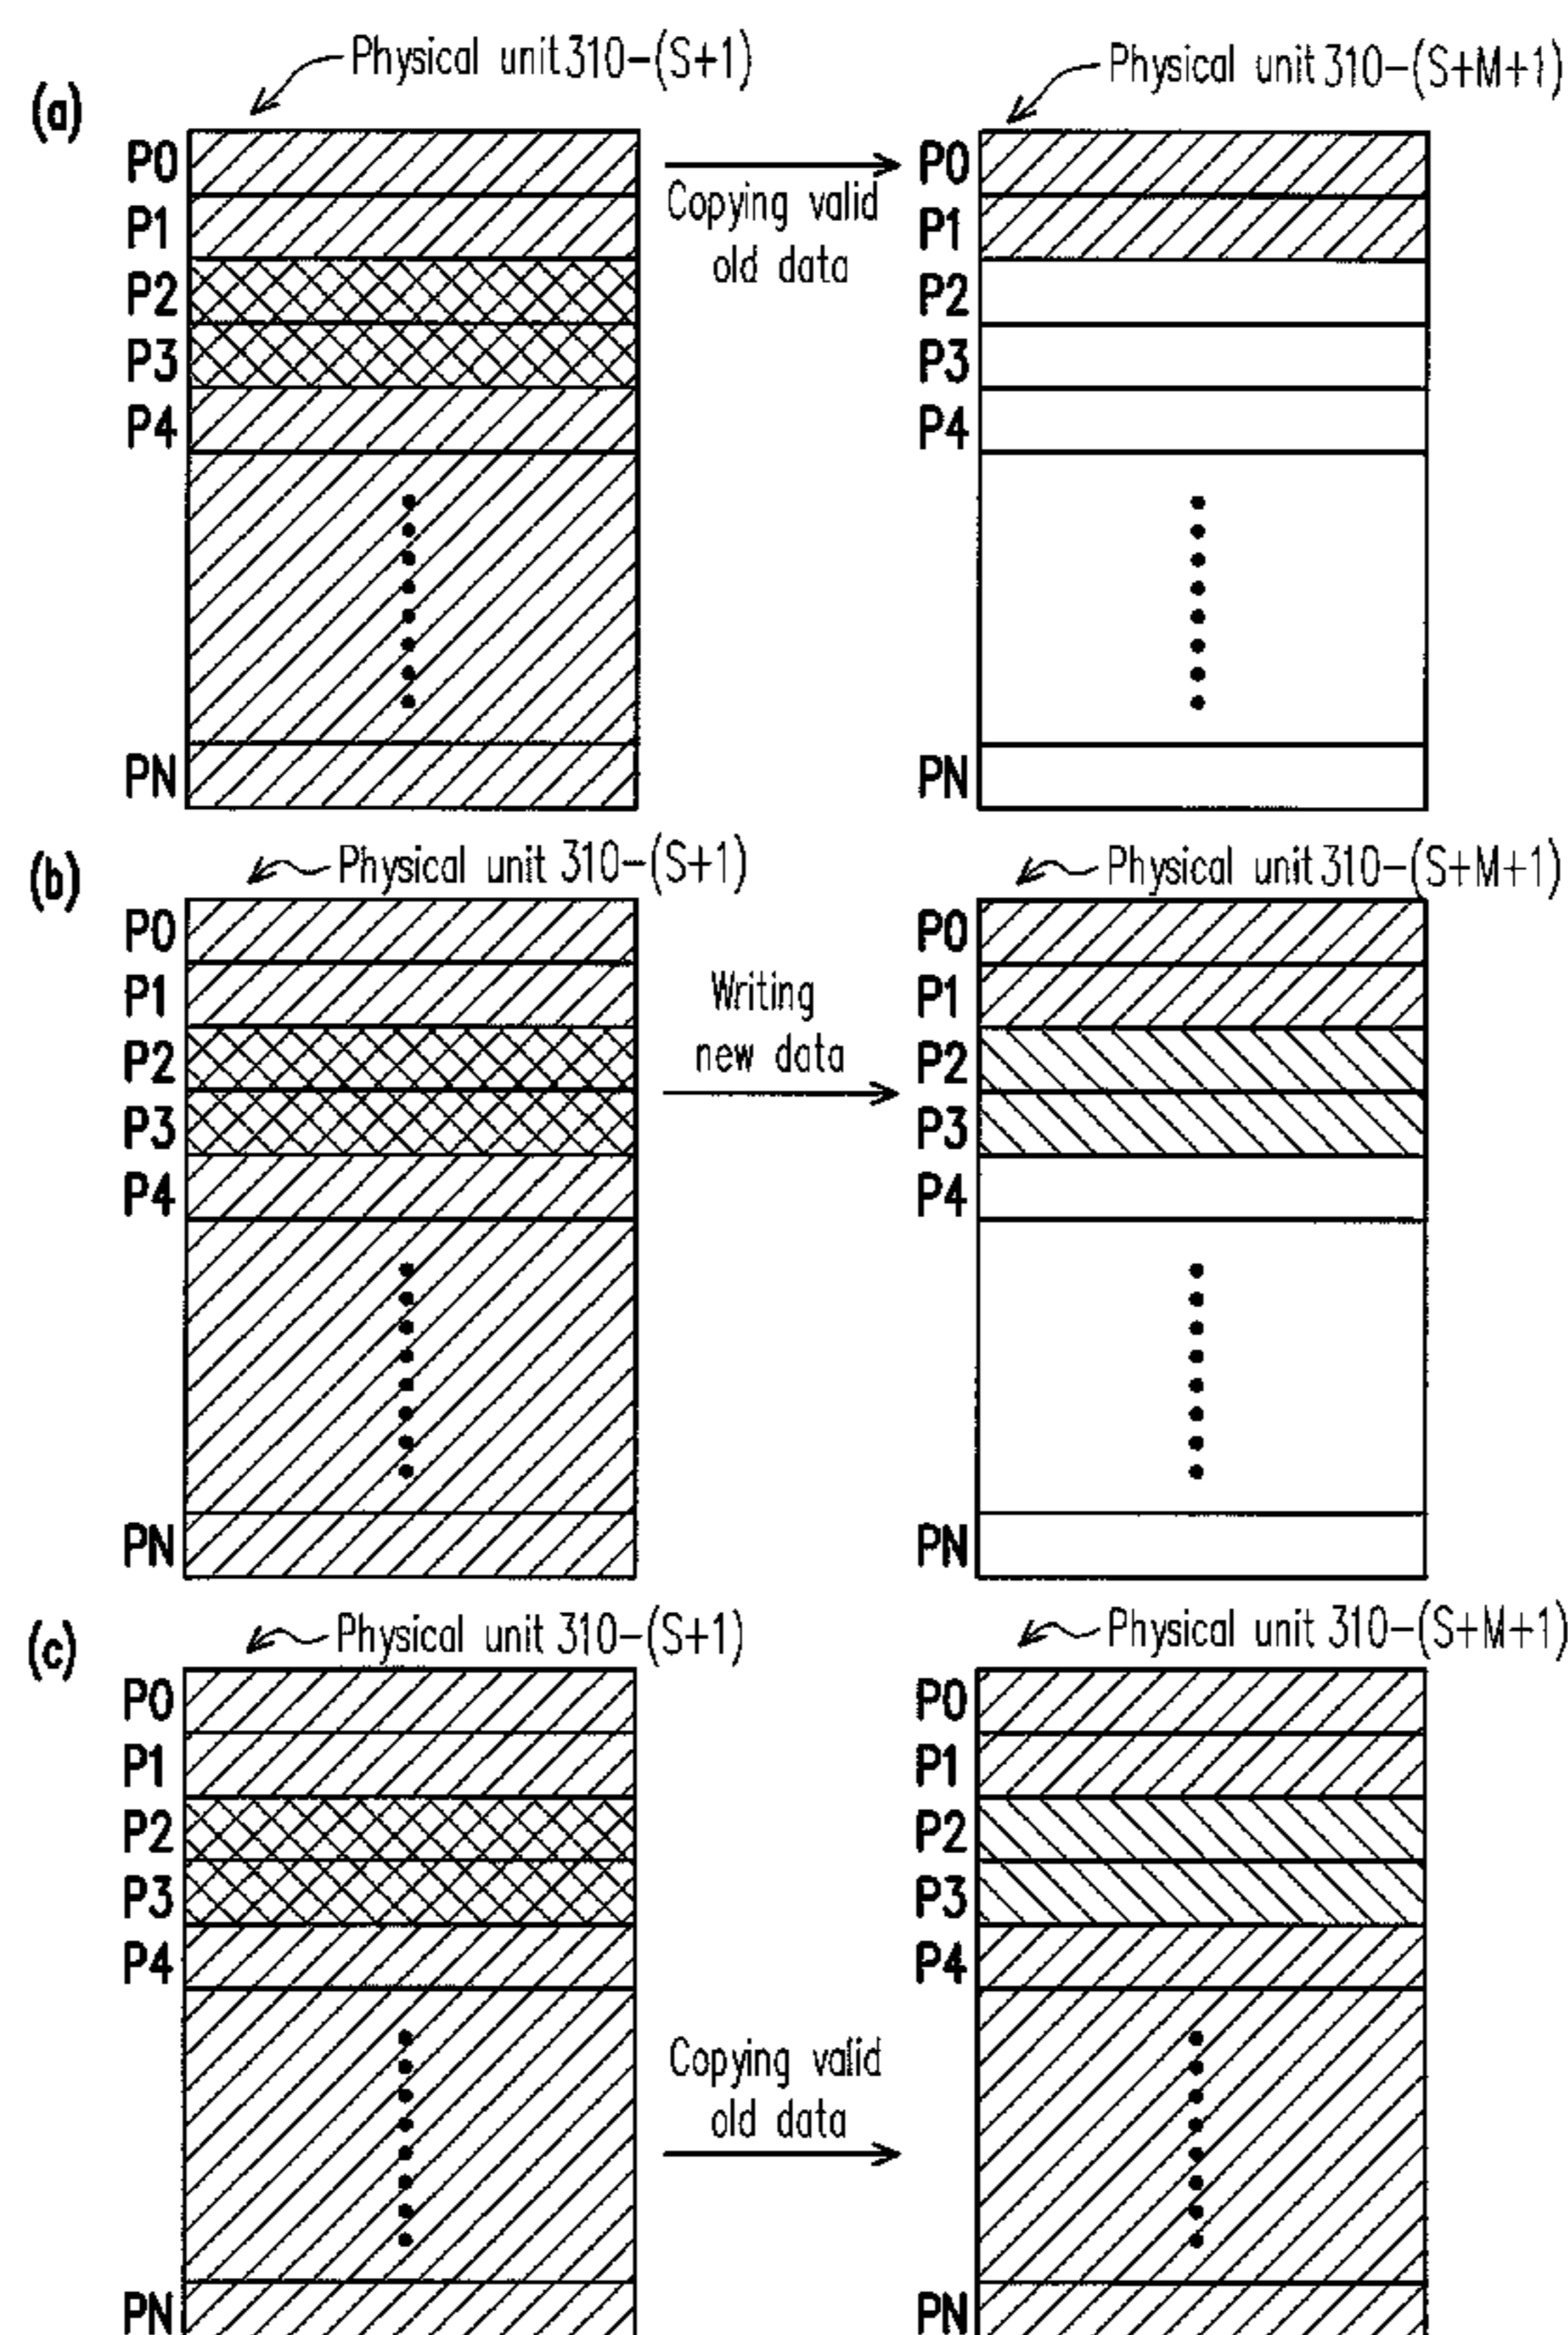 (a)
Physical unit 310-(S+1)
Physical unit 310-(S+M+1)
P0
P1
P2
P3
P4
PN
Copying valid
old data
P0
P1
P2
P3
P4
PN
(b)
Physical unit 310-(S+1)
Physical unit 310-(S+M+1)
P0
P1
P2
P3
P4
PN
Writing
new data
P0
P1
P2
P3
P4
PN
(c)
Physical unit 310-(S+1)
Physical unit 310-(S+M+1)
P0
P1
P2
P3
P4
PN
Copying valid
old data
P0
P1
P2
P3
P4
PN